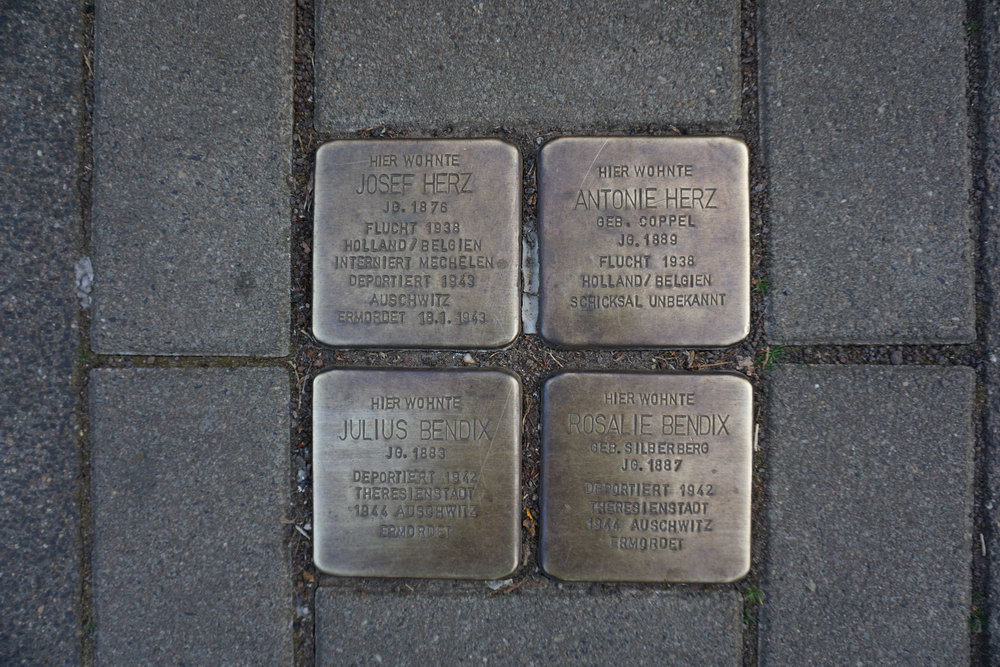 HIER WOHNTE
JOSEF HERZ
JG. 1876
FLUCHT 1938
HOLLAND/BELGIEN
INTERNIERT MECHELEN
DEPORTIERT 1943
AUSCHWITZ
ERMORDET 18.1.1943
HIER WOHNTE
ANTONIE HERZ
GEB. COPPEL
JG. 1889
FLUCHT 1938
HOLLAND/BELGIEN
SCHICKSAL UNBEKANNT
HIER WOHNTE
JULIUS BENDIX
JG. 1883
DEPORTIERT 1942
THERESIENSTADT
1944 AUSCHWITZ
ERMORDET
HIER WOHNTE
ROSALIE BENDIX
GEB. SILBERBERG
JG. 1887
DEPORTIERT 1942
THERESIENSTADT
1944 AUSCHWITZ
ERMORDET